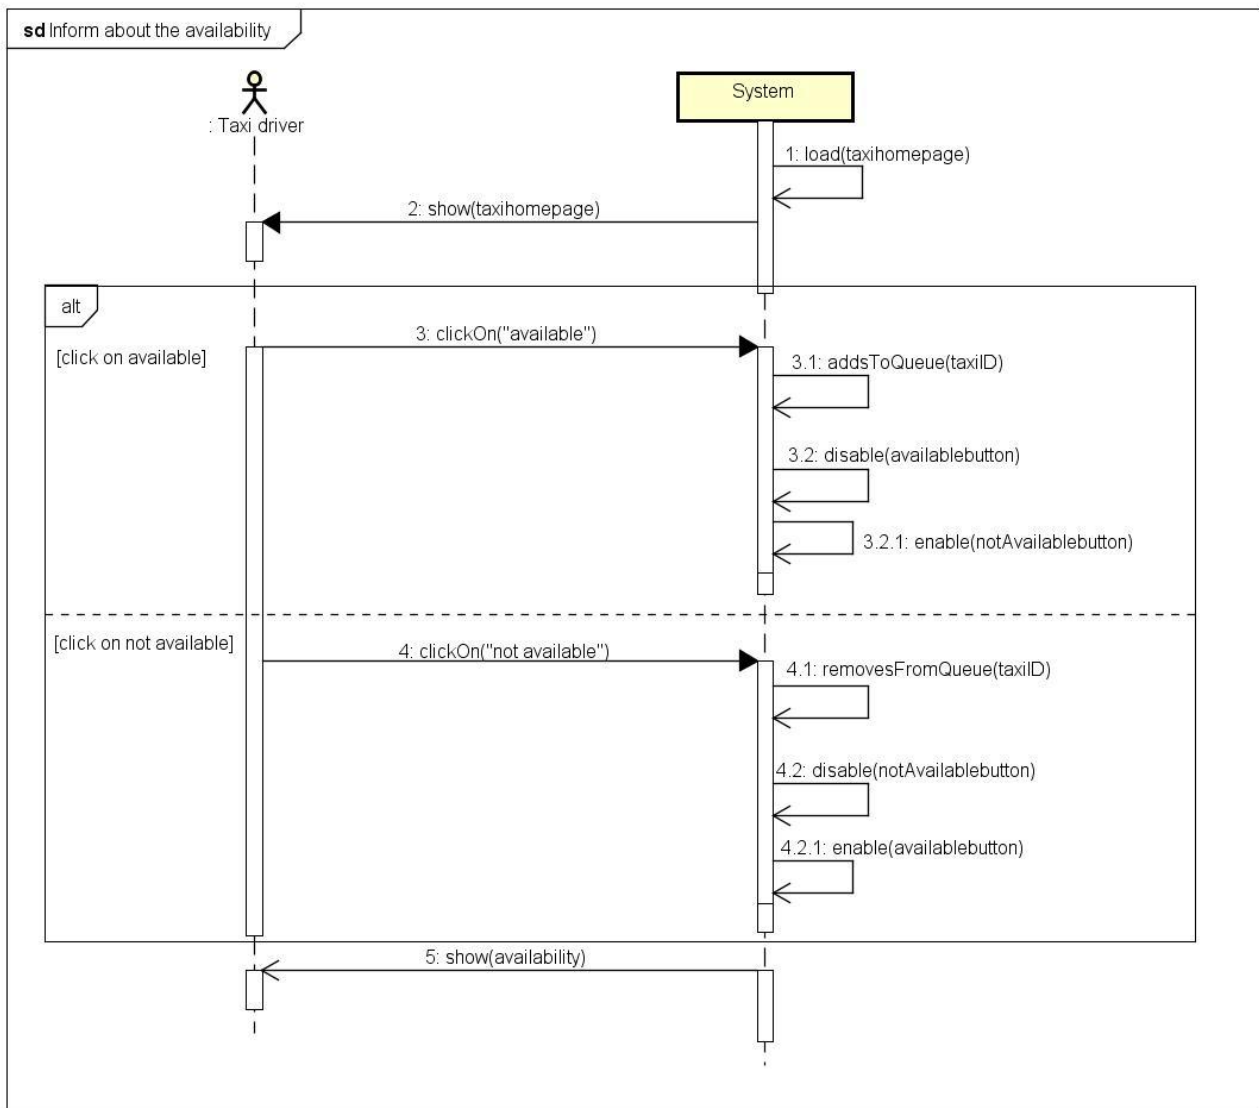 sd Inform about the availability
System
: Taxi driver
1: load(taxihomepage)
2: show(taxihomepage)
alt
3: clickOn("available")
[click on available]
3.1: addsToQueue(taxiID)
3.2: disable(availablebutton)
3.2.1: enable(notAvailablebutton)
[click on not available]
4: clickOn("not available")
4.1: removesFromQueue(taxiID)
4.2: disable(notAvailablebutton)
4.2.1: enable(availablebutton)
5: show(availability)